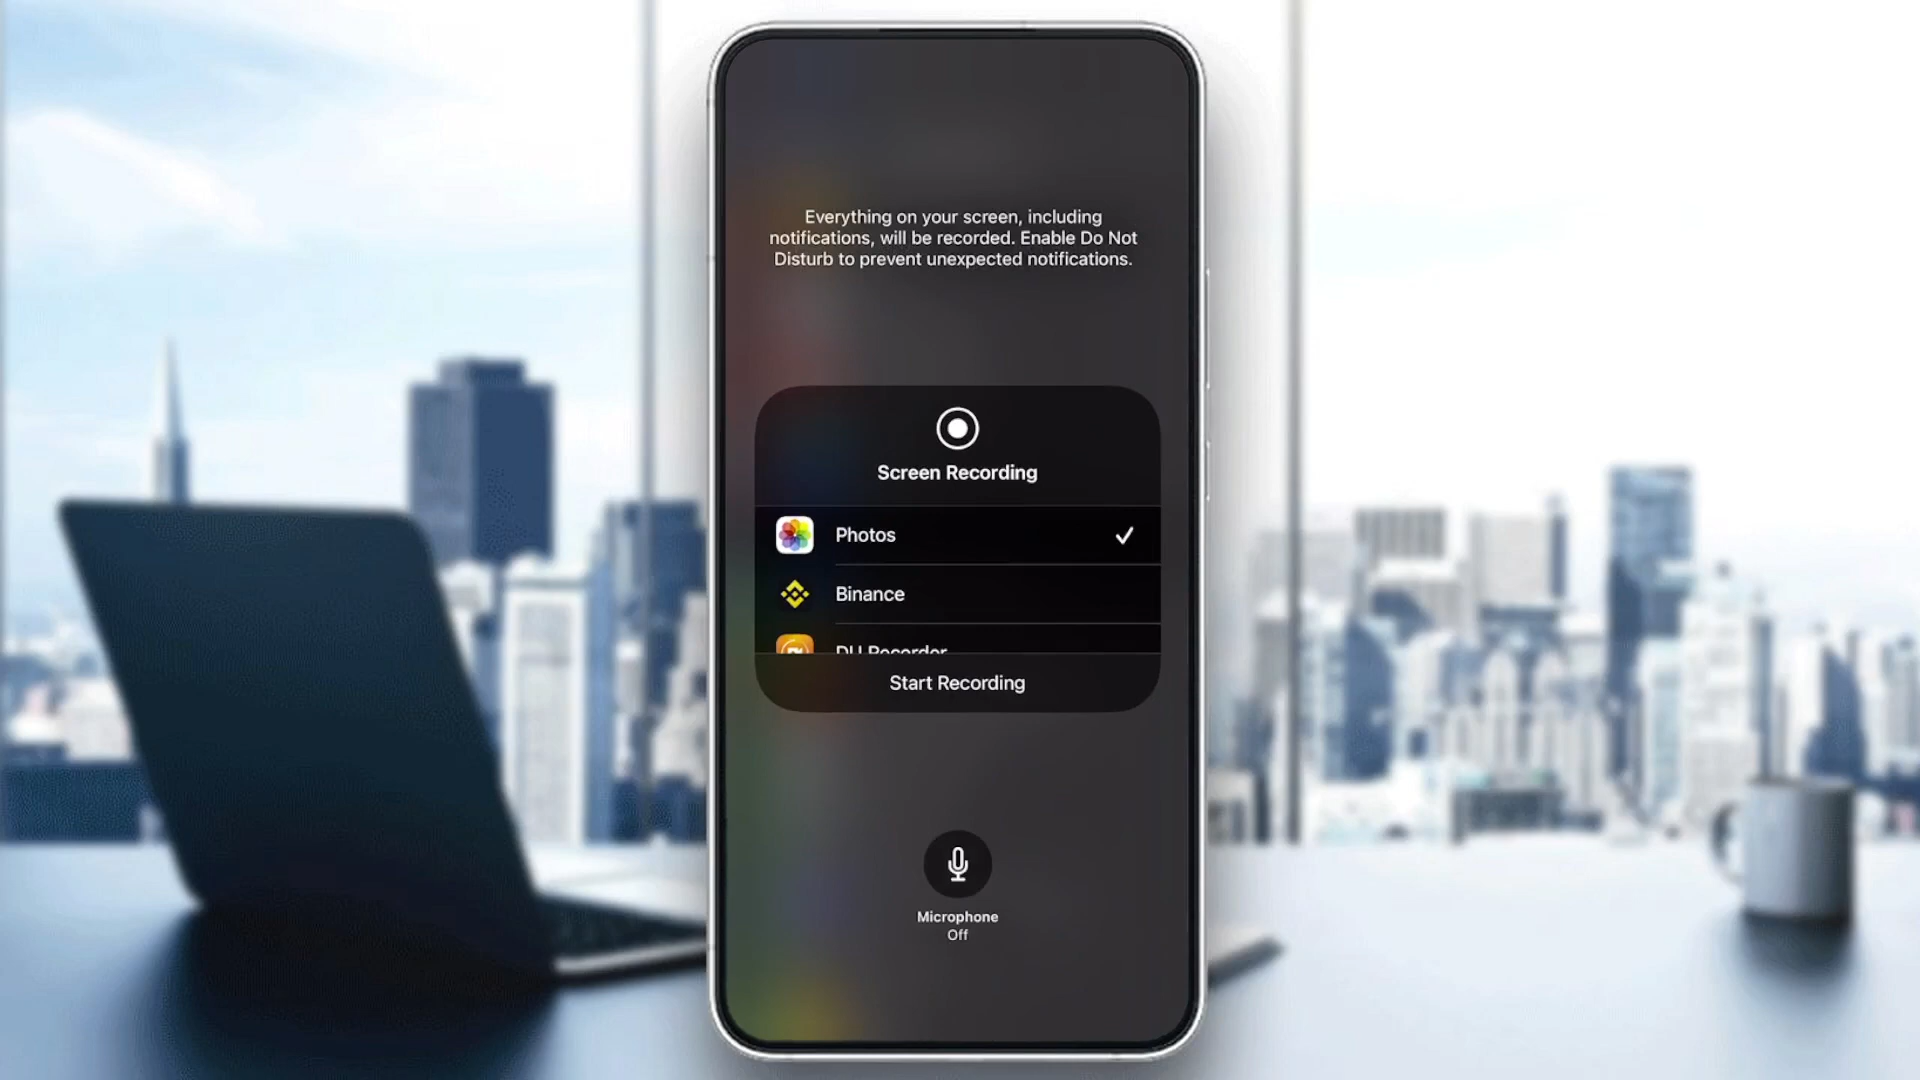 Everything on your screen, including
notifications, will be recorded. Enable Do Not
Disturb to prevent unexpected notifications.
Screen Recording
Photos
Binance
DU Recorder
Start Recording
Microphone
Off